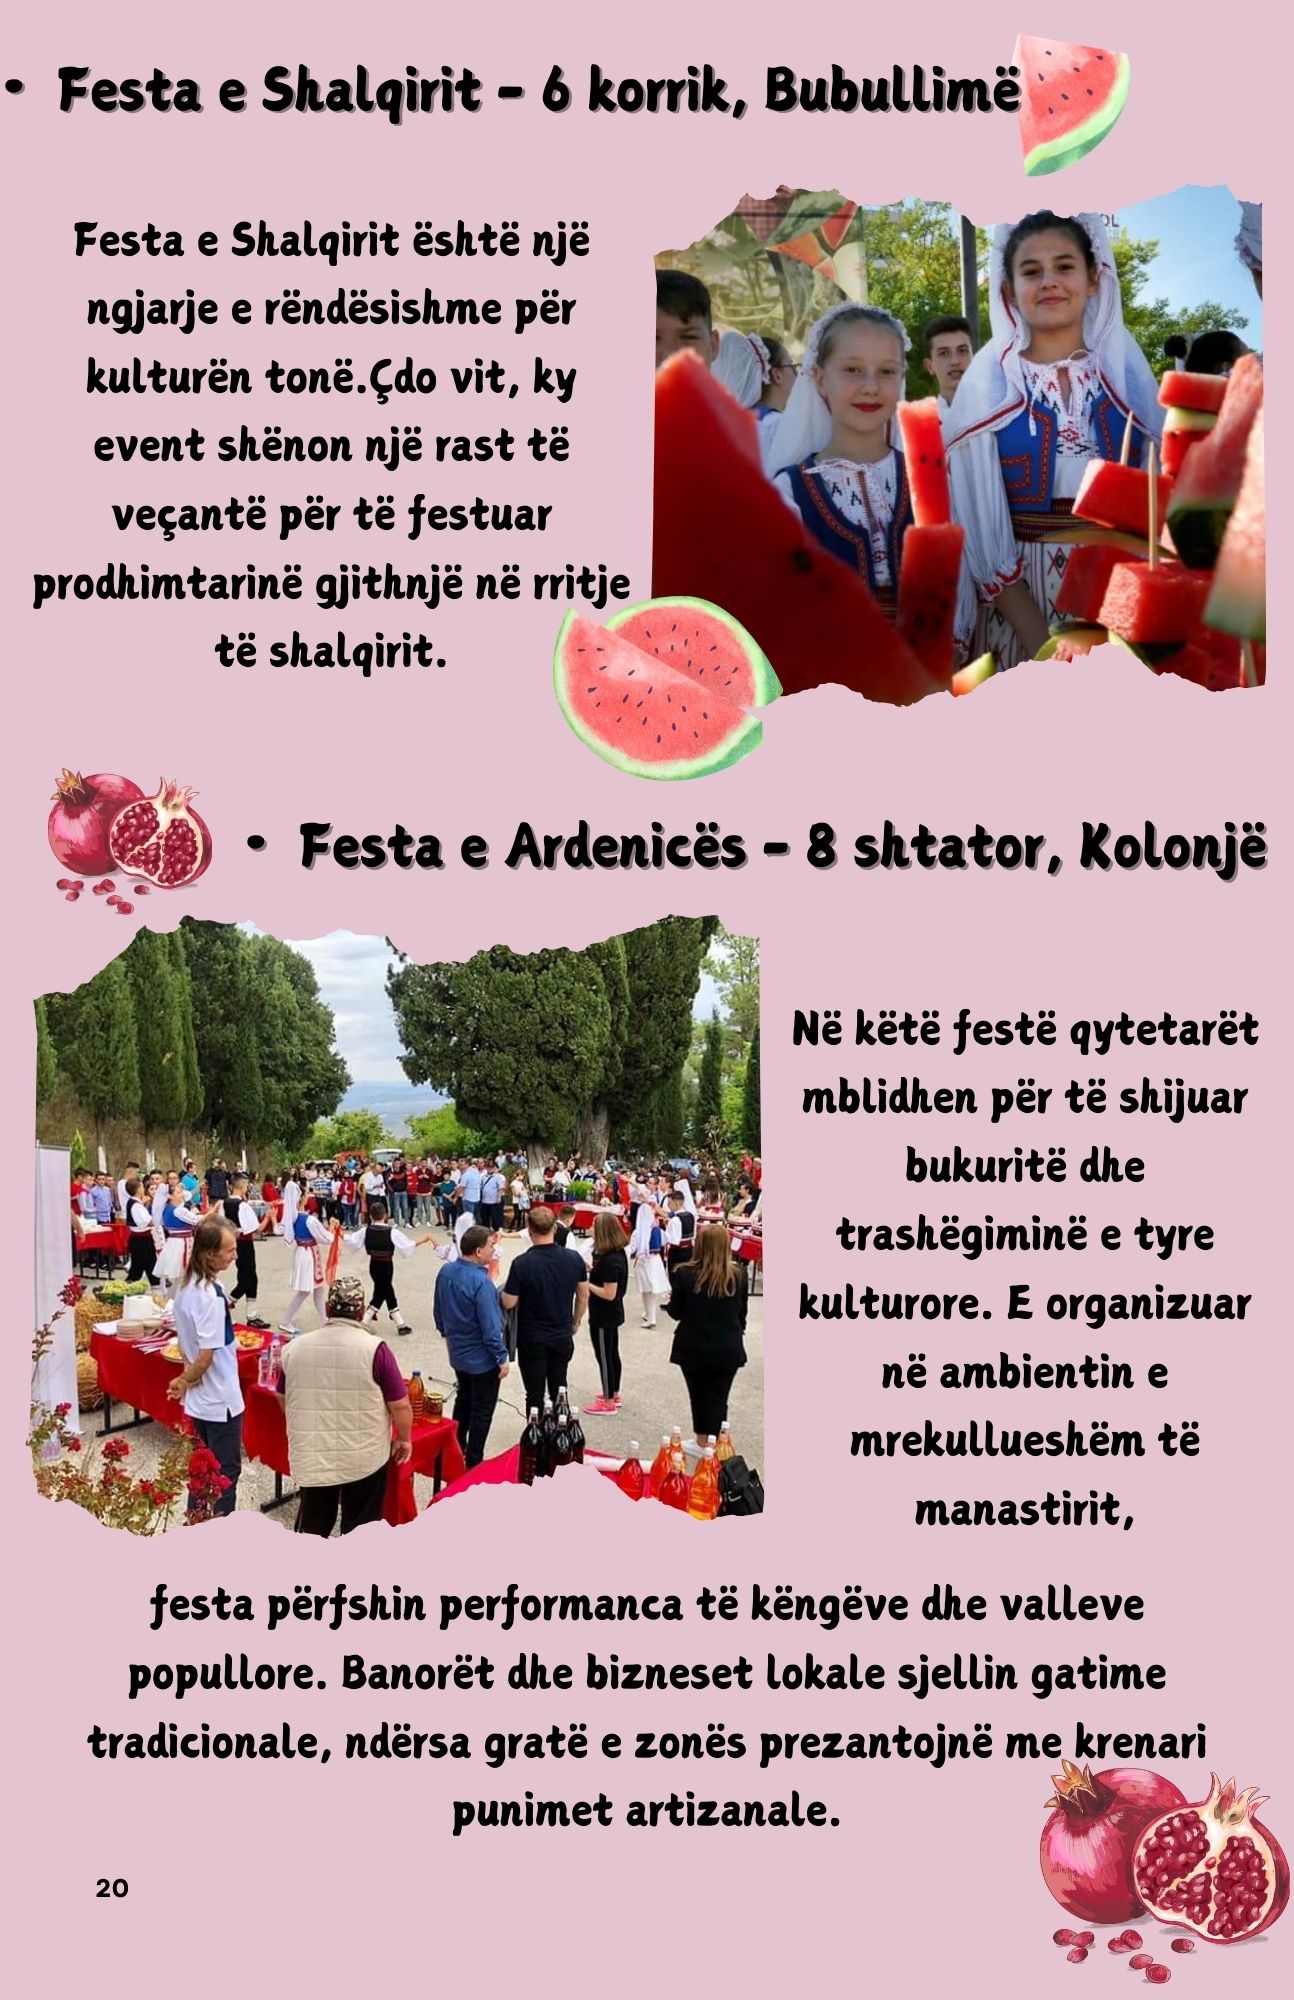 • Festa e Shalqirit – 6 korrik, Bubullimë
Festa e Shalqirit është një
ngjarje e rëndësishme për
kulturën tonë.Çdo vit, ky
event shënon një rast të
veçantë për të festuar
prodhimtarinë gjithnjë në rritje
të shalqirit.
• Festa e Ardenicës – 8 shtator, Kolonjë
Në këtë festë qytetarët
mblidhen për të shijuar
bukuritë dhe
trashëgiminë e tyre
kulturore. E organizuar
në ambientin e
mrekullueshëm të
manastirit,
festa përfshin performanca të këngëve dhe valleve
popullore. Banorët dhe bizneset lokale sjellin gatime
tradicionale, ndërsa gratë e zonës prezantojnë me krenari
punimet artizanale.
20